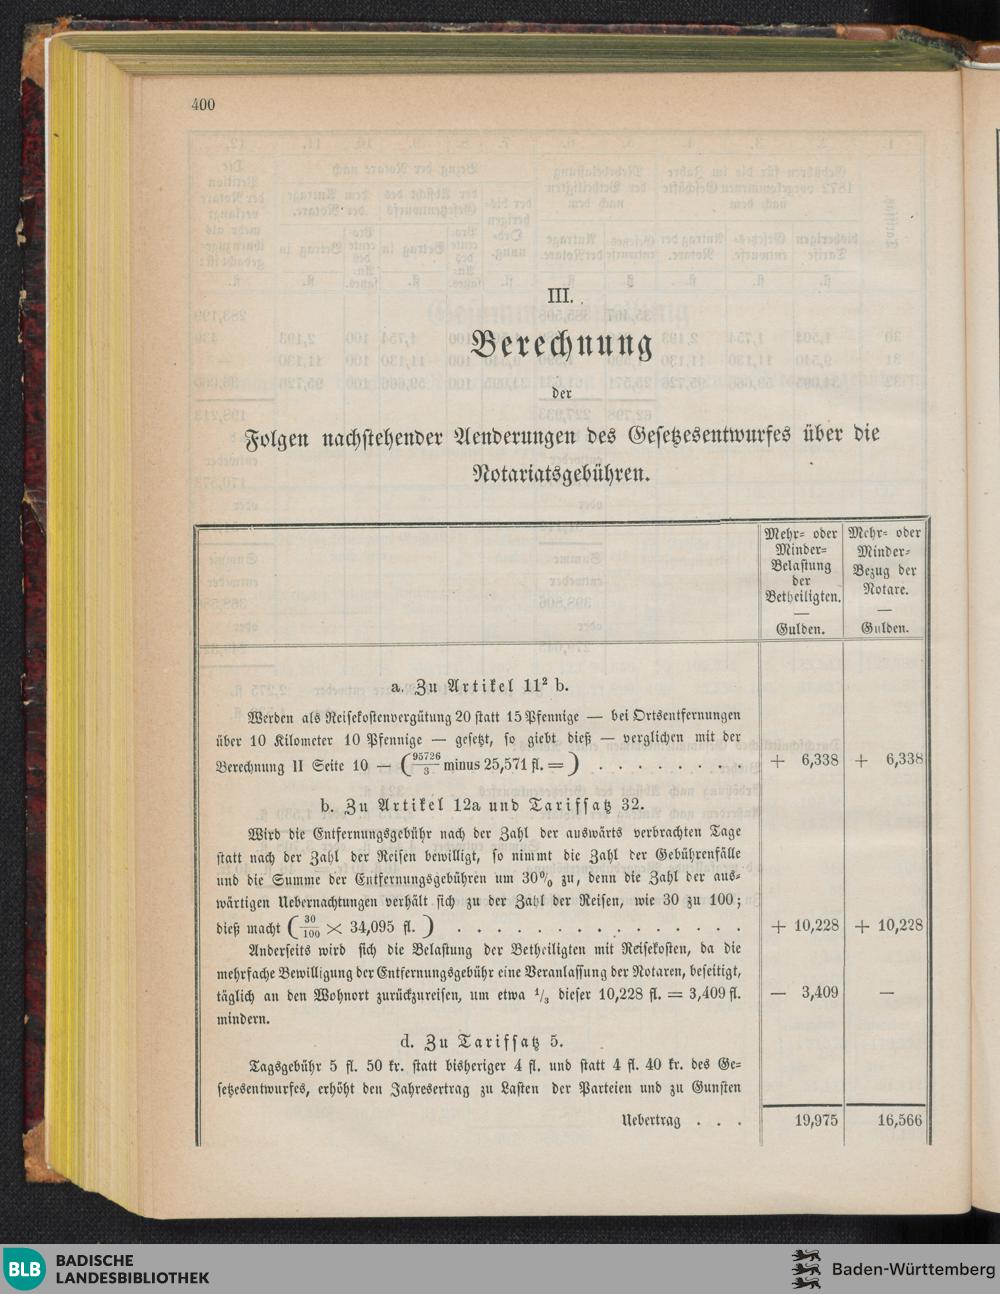 400
III.
Berechnung
der
Folgen nachstehender Aenderungen des Gesetzesentwurfes über die
Notariatsgebühren.
Mehr- oder
Minder-
Belastung
der
Betheiligten.
—
Gulden.
Mehr- oder
Minder-
Bezug der
Notare.
—
Gulden.
a. Zu Artikel 11² b.
Werden als Reisekostenvergütung 20 statt 15 Pfennige — bei Ortsentfernungen
über 10 Kilometer 10 Pfennige — gesetzt, so giebt dieß — verglichen mit der
Berechnung II Seite 10 — (95726/3 minus 25,571 fl. =) . . . . . . . . + 6,338 + 6,338
b. Zu Artikel 12a und Tarifsatz 32.
Wird die Entfernungsgebühr nach der Zahl der auswärts verbrachten Tage
statt nach der Zahl der Reisen bewilligt, so nimmt die Zahl der Gebührenfälle
und die Summe der Entfernungsgebühren um 30% zu, denn die Zahl der aus-
wärtigen Uebernachtungen verhält sich zu der Zahl der Reisen, wie 30 zu 100;
dieß macht (30/100 × 34,095 fl.) . . . . . . . . . . . . . . . + 10,228 + 10,228
Anderseits wird sich die Belastung der Betheiligten mit Reisekosten, da die
mehrfache Bewilligung der Entfernungsgebühr eine Veranlassung der Notaren, beseitigt,
täglich an den Wohnort zurückzureisen, um etwa 1/3 dieser 10,228 fl. = 3,409 fl. — 3,409 —
mindern.
d. Zu Tarifsatz 5.
Tagsgebühr 5 fl. 50 kr. statt bisheriger 4 fl. und statt 4 fl. 40 kr. des Ge-
setzesentwurfes, erhöht den Jahresertrag zu Lasten der Parteien und zu Gunsten
Uebertrag . . . 19,975 16,566
BLB
BADISCHE
LANDESBIBLIOTHEK
Baden-Württemberg